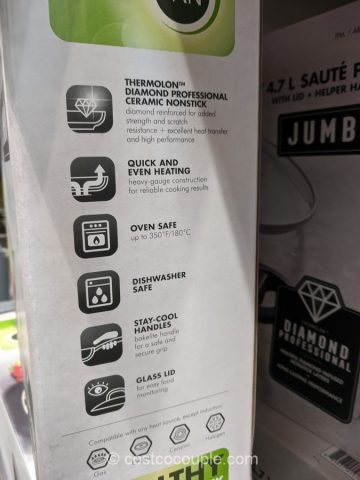 AN
THERMOLON™
DIAMOND PROFESSIONAL
CERAMIC NONSTICK
diamond reinforced for added
strength and scratch
resistance + excellent heat transfer
and high performance
QUICK AND
EVEN HEATING
heavy-gauge construction
for reliable cooking results
OVEN SAFE
up to 350°F/180°C
DISHWASHER
SAFE
STAY-COOL
HANDLES
bakelite handle
for a safe and
secure grip
GLASS LID
for easy food
monitoring
Compatible with any heat source, except induction:
Gas
Ceramic
Halogen
LTH
ITM. / AR
4.7 L SAUTÉ P
WITH LID + HELPER HA
JUMB
DIAMOND
PROFESSIONAL
© costcocouple.com